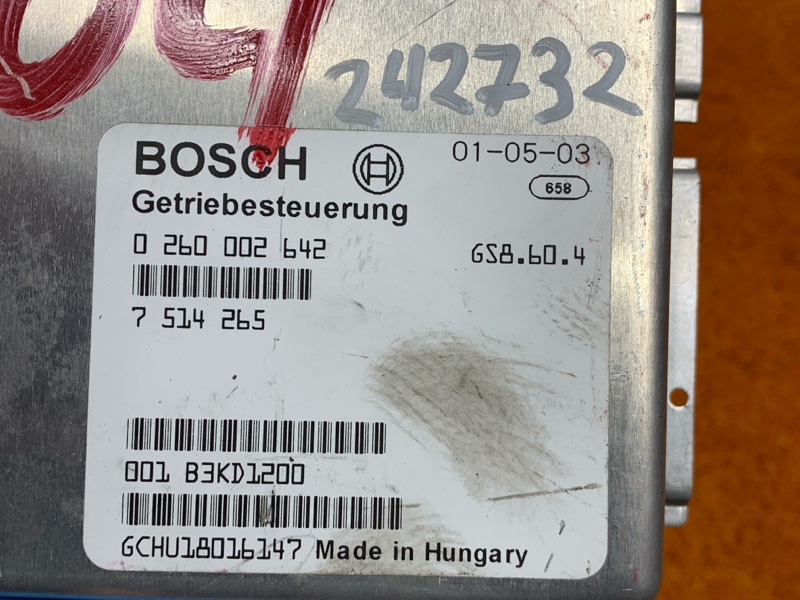 04
242732
BOSCH
01-05-03
658
Getriebesteuerung
0 260 002 642
GS8.60.4
7 514 265
001 B3KD1200
GCHU18016147 Made in Hungary